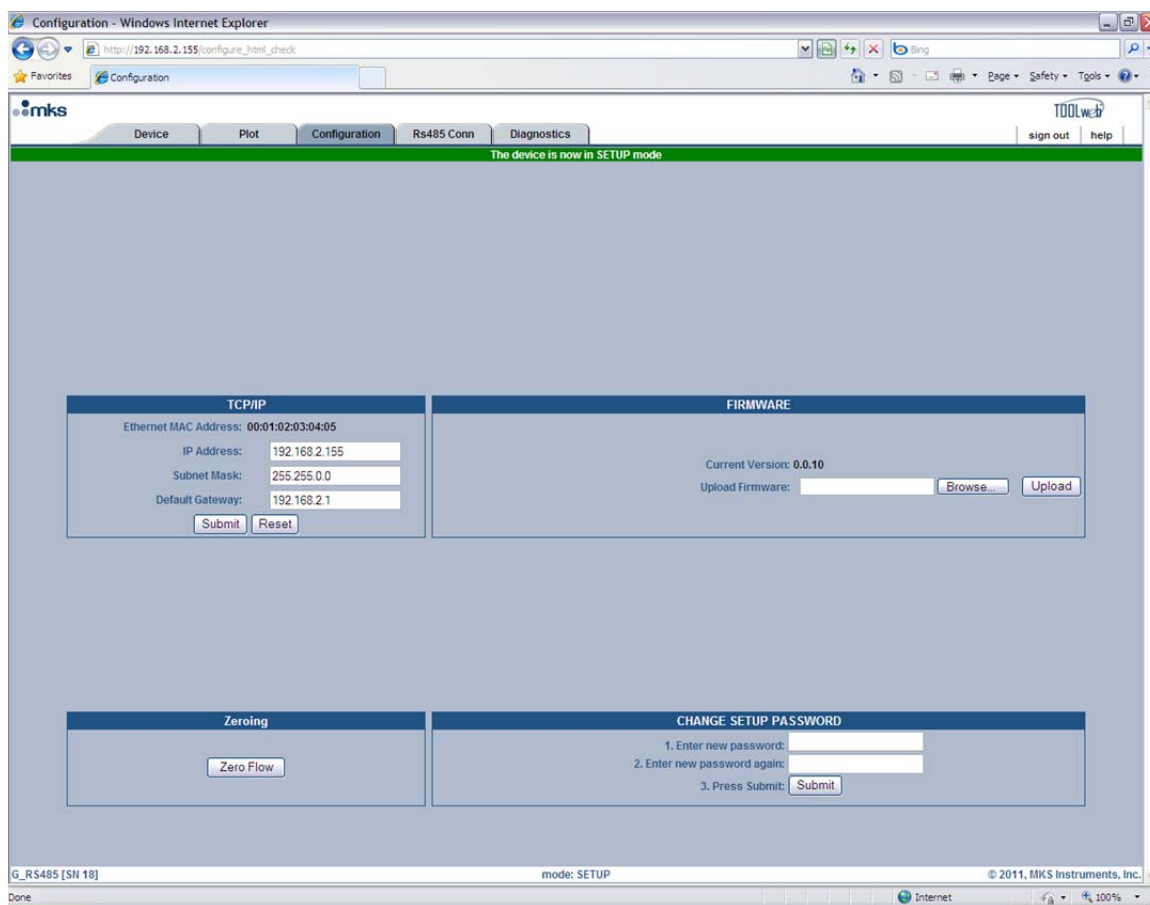 Configuration - Windows Internet Explorer
http://192.168.2.155/configure_html_check
Bing
Favorites
Configuration
Page
Safety
Tools
mks
TOOLweb
Device
Plot
Configuration
Rs485 Conn
Diagnostics
sign out
help
The device is now in SETUP mode
TCP/IP
Ethernet MAC Address: 00:01:02:03:04:05
IP Address: 192.168.2.155
Subnet Mask: 255.255.0.0
Default Gateway: 192.168.2.1
Submit Reset
FIRMWARE
Current Version: 0.0.10
Upload Firmware: Browse... Upload
Zeroing
Zero Flow
CHANGE SETUP PASSWORD
1. Enter new password:
2. Enter new password again:
3. Press Submit: Submit
G_RS485 [SN 18]
mode: SETUP
© 2011, MKS Instruments, Inc.
Done
Internet
100%